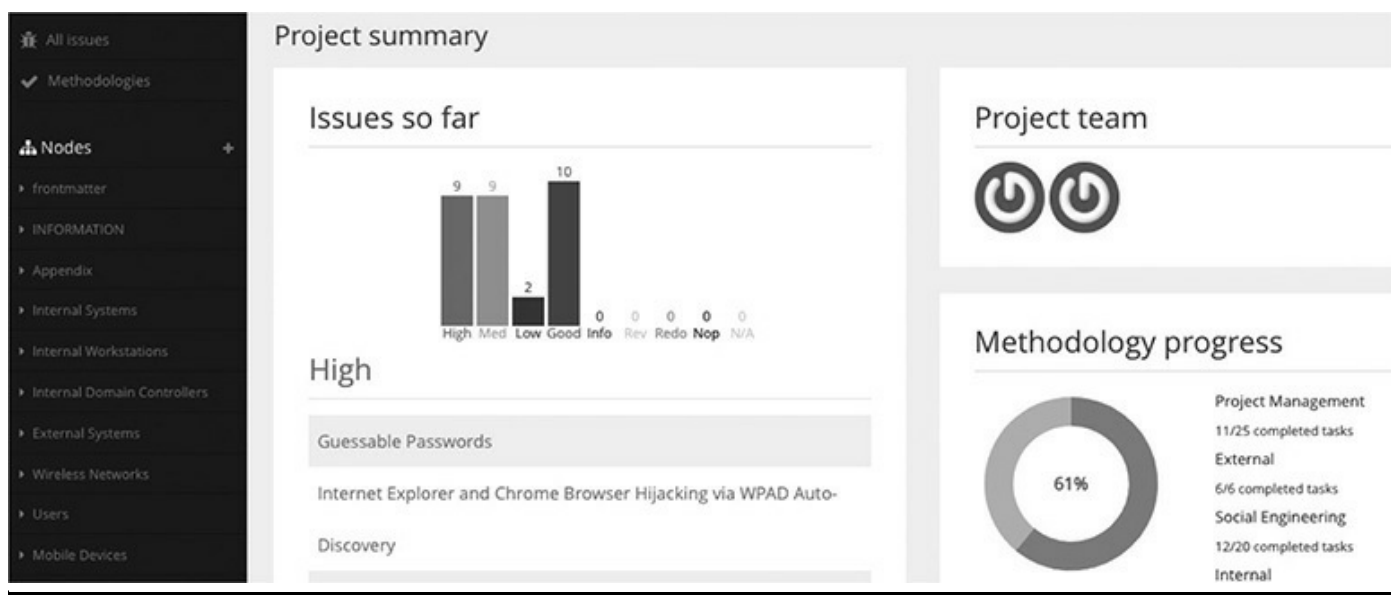 All issues
Methodologies
Nodes +
frontmatter
INFORMATION
Appendix
Internal Systems
Internal Workstations
Internal Domain Controllers
External Systems
Wireless Networks
Users
Mobile Devices
Project summary
Issues so far
9 9 2 10 0 0 0 0 0
High Med Low Good Info Rev Redo Nop N/A
High
Guessable Passwords
Internet Explorer and Chrome Browser Hijacking via WPAD Auto-
Discovery
Project team
Methodology progress
61%
Project Management
11/25 completed tasks
External
6/6 completed tasks
Social Engineering
12/20 completed tasks
Internal